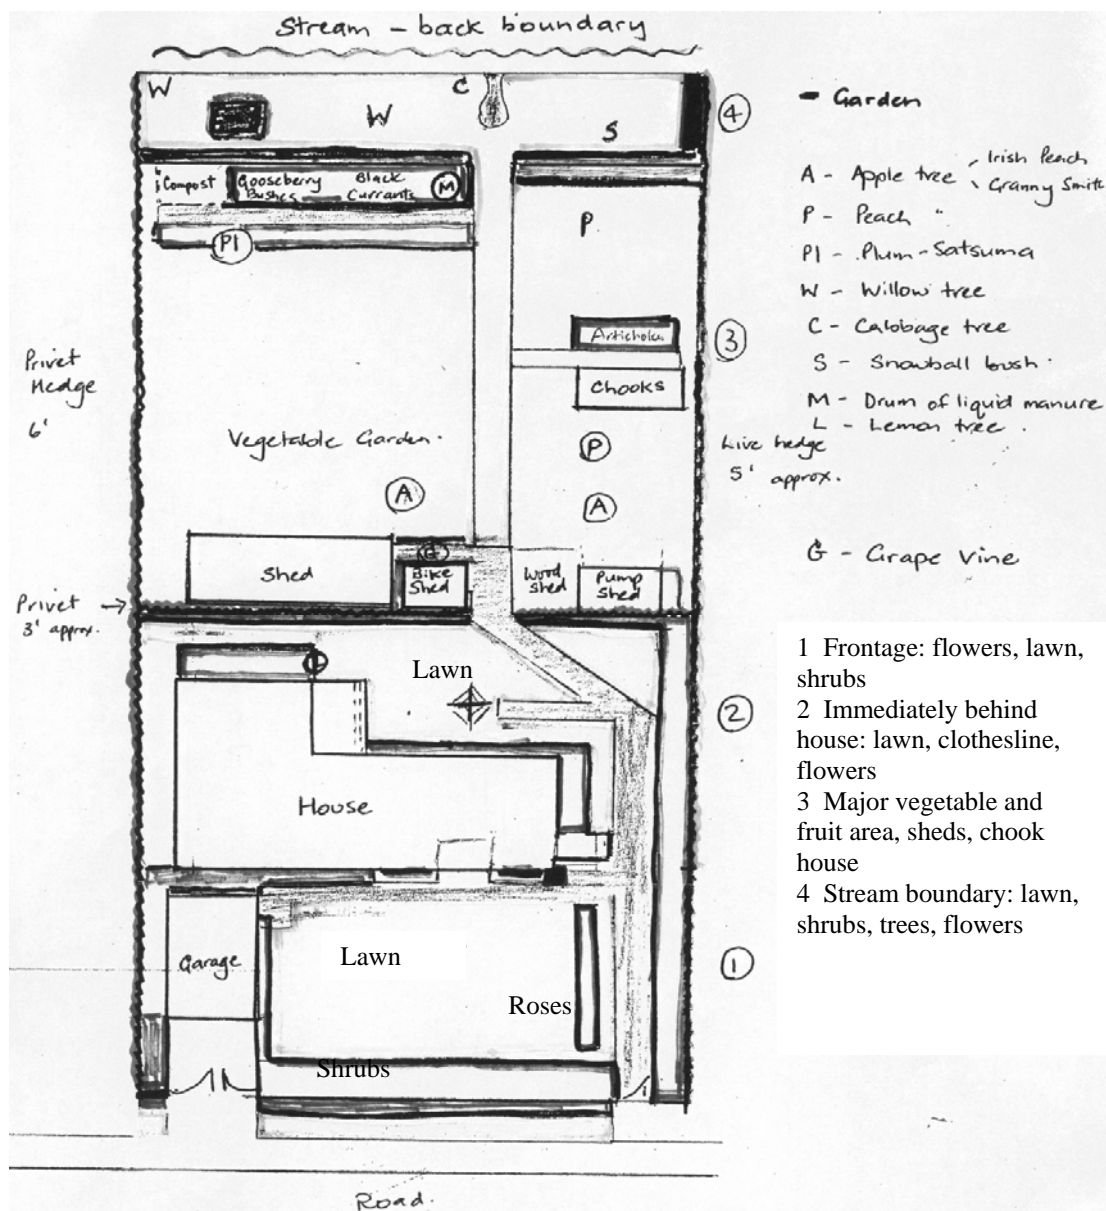 Stream – back boundary
W
C
W
S
4
Compost
Gooseberry
Bushes
Black
Currants
M
Pl
P
Artichokes
3
Chooks
Privet
Hedge
6'
Vegetable Garden.
P
A
A
Live hedge
5' approx.
Shed
G
Bike
Shed
Wood
shed
Pump
Shed
Privet →
3' approx.
Lawn
2
House
Garage
Lawn
Roses
1
Shrubs
Road.
- Garden
A - Apple tree
Irish Peach
Granny Smith
P - Peach "
Pl - Plum - Satsuma
W - Willow tree
C - Cabbage tree
S - Snowball bush
M - Drum of liquid manure
L - Lemon tree
G - Grape Vine
1 Frontage: flowers, lawn,
shrubs
2 Immediately behind
house: lawn, clothesline,
flowers
3 Major vegetable and
fruit area, sheds, chook
house
4 Stream boundary: lawn,
shrubs, trees, flowers